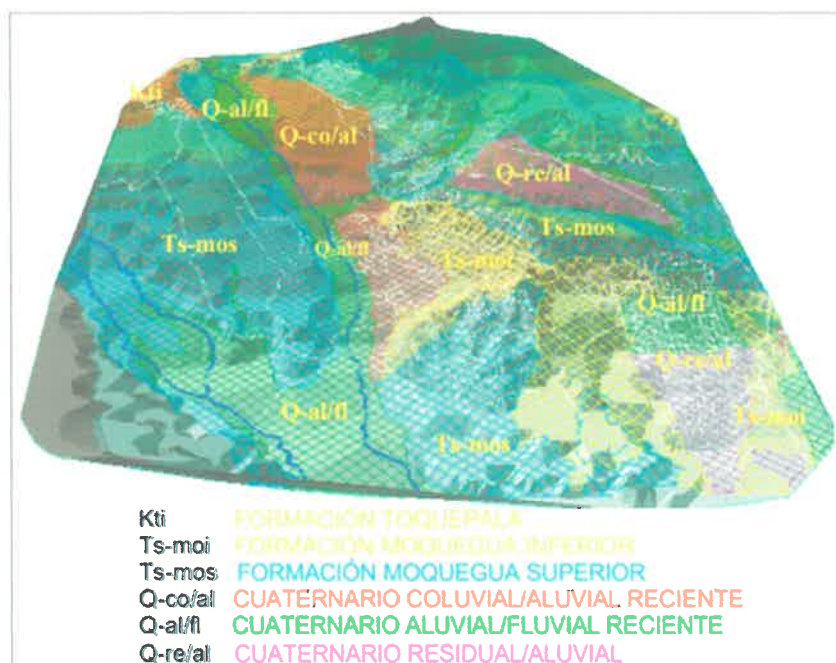 Kti
Q-al/fl
Q-co/al
Q-re/al
Ts-mos
Q-al/fl
Ts-moi
Ts-mos
Q-al/fl
Q-re/al
Q-al/fl
Ts-mos
Ts-moi
Kti FORMACIÓN TOQUEPALA
Ts-moi FORMACIÓN MOQUEGUA INFERIOR
Ts-mos FORMACIÓN MOQUEGUA SUPERIOR
Q-co/al CUATERNARIO COLUVIAL/ALUVIAL RECIENTE
Q-al/fl CUATERNARIO ALUVIAL/FLUVIAL RECIENTE
Q-re/al CUATERNARIO RESIDUAL/ALUVIAL